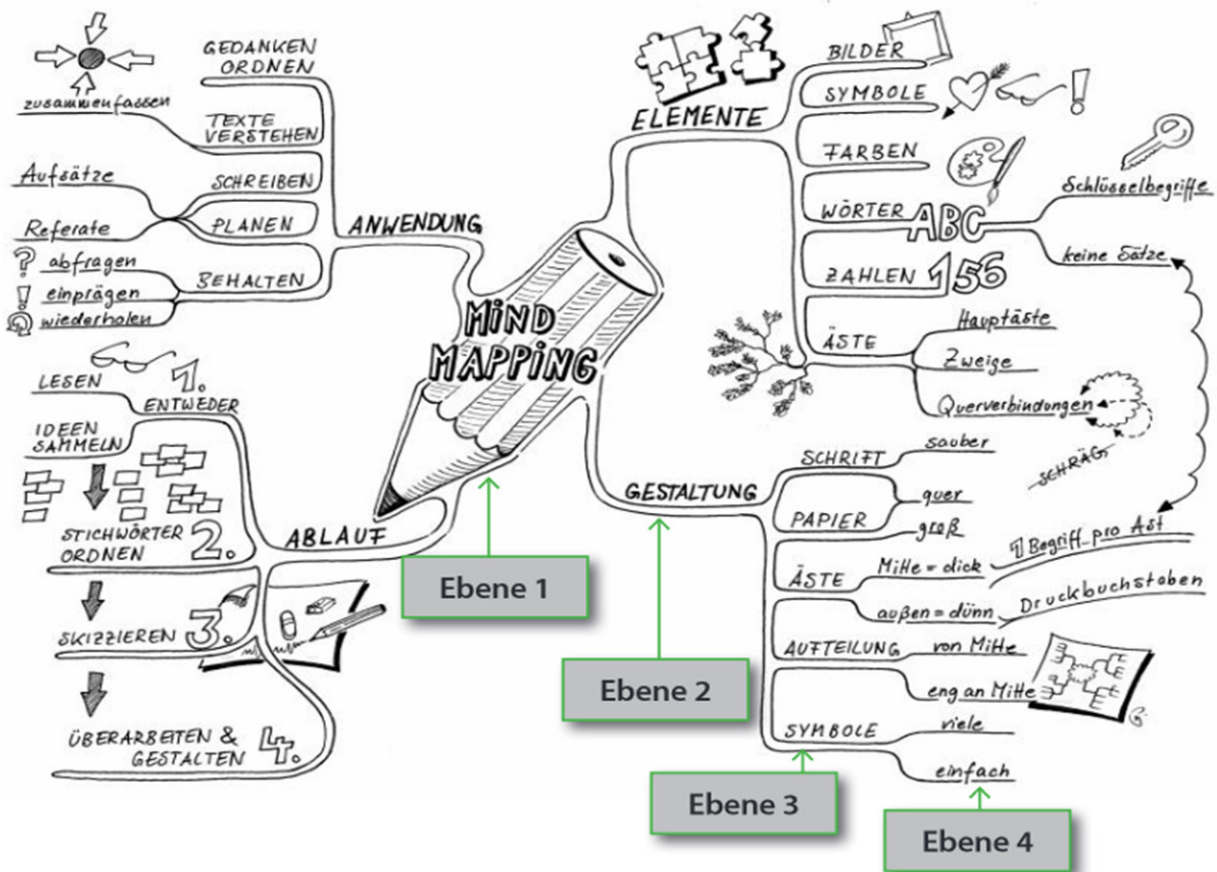 MIND
MAPPING
ANWENDUNG
GEDANKEN
ORDNEN
TEXTE
VERSTEHEN
zusammenfassen
SCHREIBEN
PLANEN
Aufsätze
Referate
BEHALTEN
? abfragen
! einprägen
wiederholen
ELEMENTE
BILDER
SYMBOLE
!
FARBEN
WÖRTER ABC
Schlüsselbegriffe
keine Sätze
ZAHLEN 156
ÄSTE
Hauptäste
Zweige
Querverbindungen
GESTALTUNG
SCHRIFT
sauber
SCHRÄG
PAPIER
quer
groß
ÄSTE
Mitte = dick
außen = dünn
1 Begriff pro Ast
Druckbuchstaben
AUFTEILUNG
von Mitte
eng an Mitte
SYMBOLE
viele
einfach
ABLAUF
1.
ENTWEDER
LESEN
IDEEN
SAMMELN
STICHWÖRTER
ORDNEN 2.
SKIZZIEREN 3.
ÜBERARBEITEN &
GESTALTEN 4.
Ebene 1
Ebene 2
Ebene 3
Ebene 4